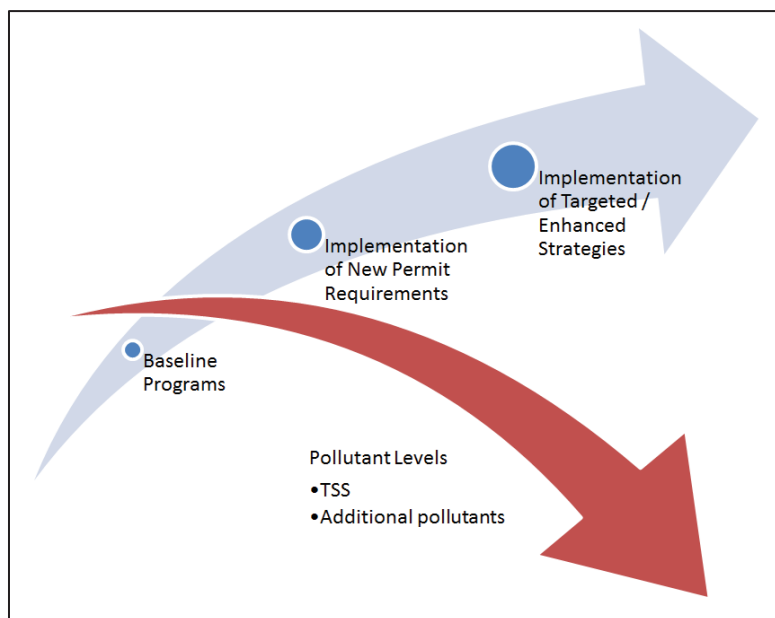 Implementation
of Targeted /
Enhanced
Strategies
Implementation
of New Permit
Requirements
Baseline
Programs
Pollutant Levels
•TSS
•Additional pollutants